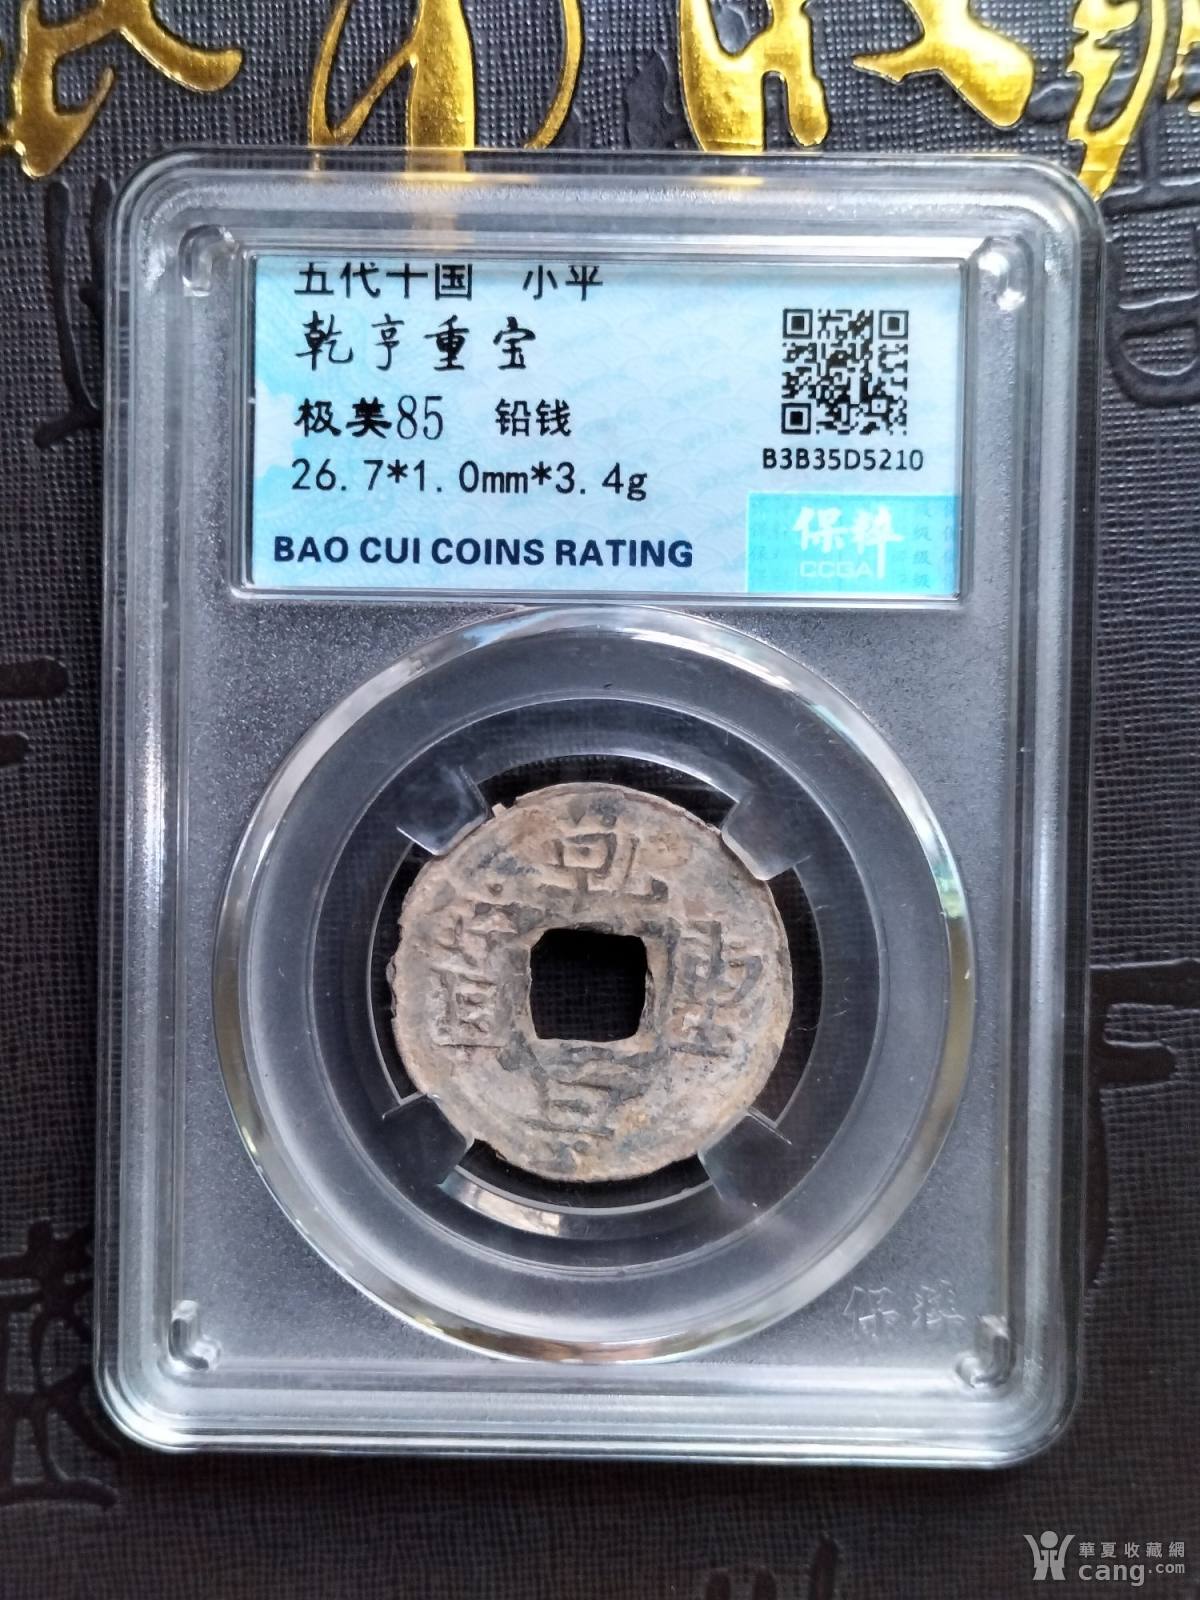 五代十国 小平
乾亨重宝
极美85 铅钱
26.7*1.0mm*3.4g
B3B35D5210
BAO CUI COINS RATING
保粹
CCGA
乾
重
寶
亨
保粹
華夏收藏網
cang.com